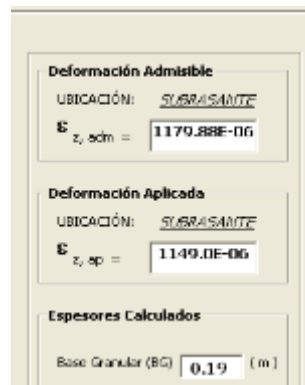 Deformación Admisible
UBICACIÓN: SUBRASANTE
ε z, adm = 1179.88E-06
Deformación Aplicada
UBICACIÓN: SUBRASANTE
ε z, ap = 1149.0E-06
Espesores Calculados
Base Granular (BG) 0.19 (m)